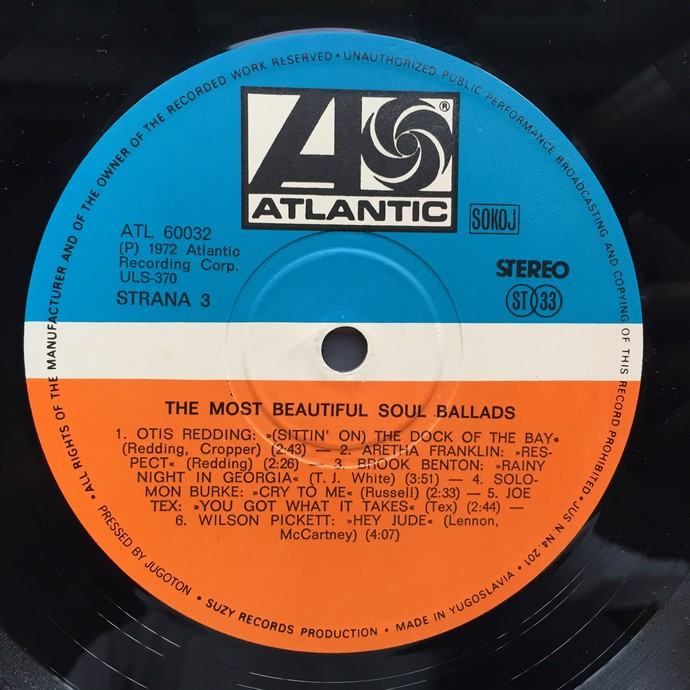 • ALL RIGHTS OF THE MANUFACTURER AND OF THE OWNER OF THE RECORDED WORK RESERVED • UNAUTHORIZED PUBLIC PERFORMANCE BROADCASTING AND COPYING OF THIS RECORD PROHIBITED • JUS N N4 201
®
ATLANTIC
SOKOJ
ATL 60032
(P) 1972 Atlantic
Recording Corp.
ULS-370
STRANA 3
STEREO
ST 33
THE MOST BEAUTIFUL SOUL BALLADS
1. OTIS REDDING: »(SITTIN' ON) THE DOCK OF THE BAY«
(Redding, Cropper) (2:43) — 2. ARETHA FRANKLIN: »RES-
PECT« (Redding) (2:26) — 3. BROOK BENTON: »RAINY
NIGHT IN GEORGIA« (T. J. White) (3:51) — 4. SOLO-
MON BURKE: »CRY TO ME« (Russell) (2:33) — 5. JOE
TEX: »YOU GOT WHAT IT TAKES« (Tex) (2:44) —
6. WILSON PICKETT: »HEY JUDE« (Lennon,
McCartney) (4:07)
PRESSED BY JUGOTON • SUZY RECORDS PRODUCTION • MADE IN YUGOSLAVIA •